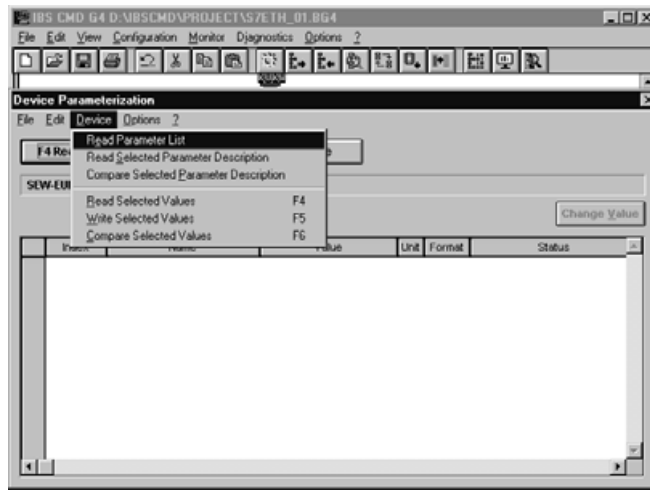 IBS CMD G4 D:\IBSCMD\PROJECT\S7ETH_01.BG4
File Edit View Configuration Monitor Diagnostics Options ?
Device Parameterization
File Edit Device Options ?
Read Parameter List
F4 Rea
Read Selected Parameter Description
Compare Selected Parameter Description
SEW-EUR
Read Selected Values F4
Write Selected Values F5
Compare Selected Values F6
Change Value
Index Name Value Unit Format Status